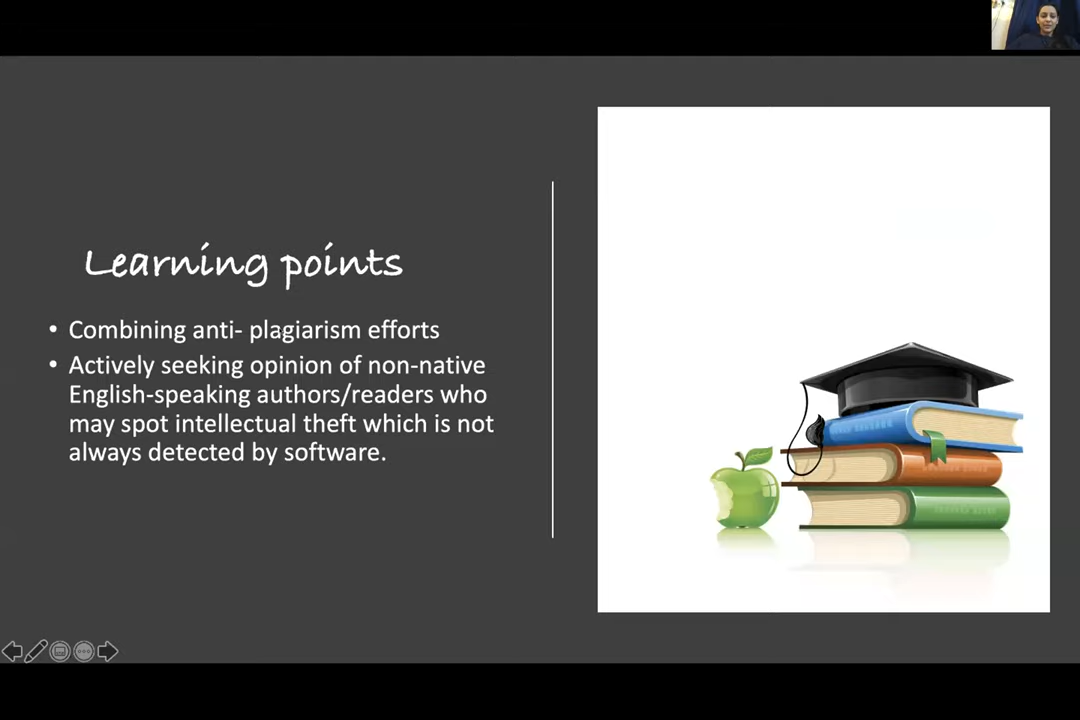 Learning points
• Combining anti- plagiarism efforts
• Actively seeking opinion of non-native
English-speaking authors/readers who
may spot intellectual theft which is not
always detected by software.